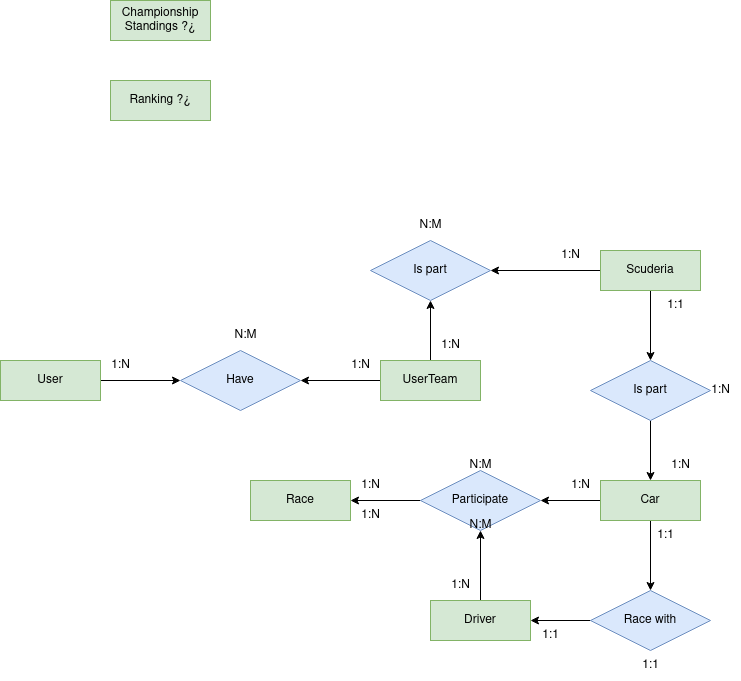 Championship
Standings ?¿
Ranking ?¿
N:M
Is part
1:N
Scuderia
1:1
1:N
N:M
User
1:N
Have
1:N
UserTeam
Is part
1:N
N:M
1:N
Race
1:N
1:N
Participate
N:M
1:N
Car
1:1
1:N
Driver
1:1
Race with
1:1